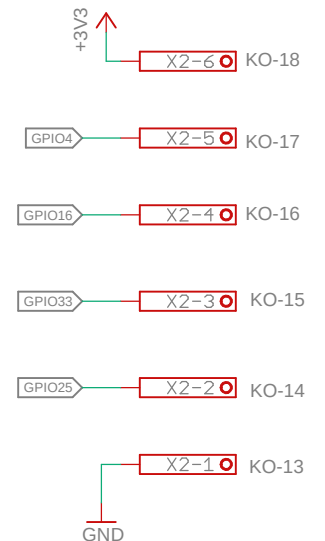 +3V3
X2-6 KO-18
GPIO4 X2-5 KO-17
GPIO16 X2-4 KO-16
GPIO33 X2-3 KO-15
GPIO25 X2-2 KO-14
X2-1 KO-13
GND